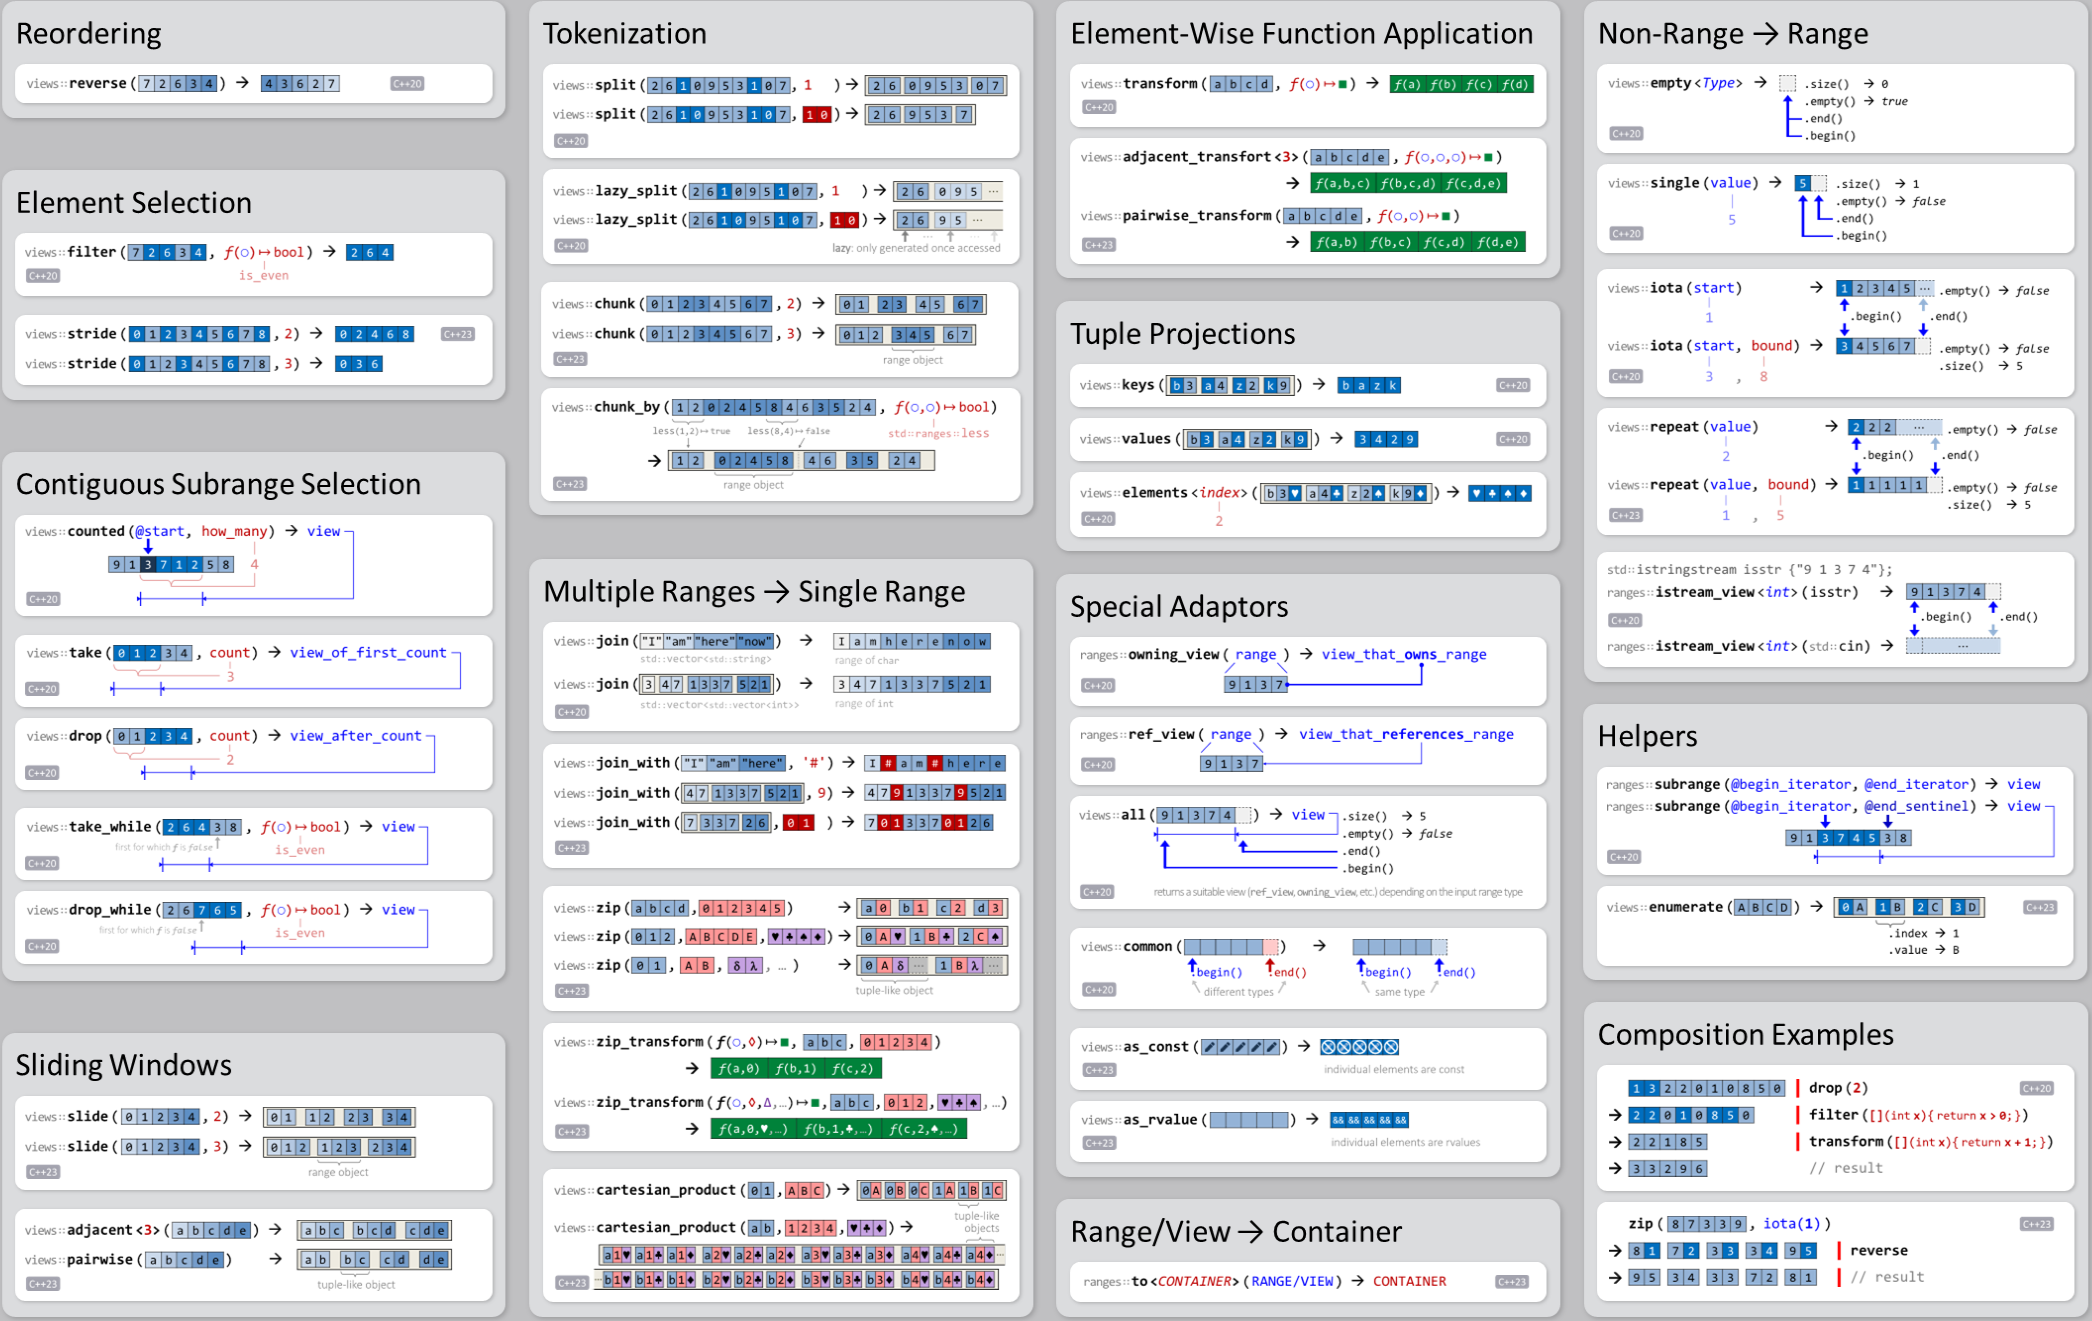 Reordering
views::reverse(7 2 6 3 4) → 4 3 6 2 7 C++20
Element Selection
views::filter(7 2 6 3 4, f(○)↦bool) → 2 6 4
C++20 is_even
views::stride(0 1 2 3 4 5 6 7 8, 2) → 0 2 4 6 8 C++23
views::stride(0 1 2 3 4 5 6 7 8, 3) → 0 3 6
Contiguous Subrange Selection
views::counted(@start, how_many) → view
9 1 3 7 1 2 5 8 4
C++20
views::take(0 1 2 3 4, count) → view_of_first_count
3
C++20
views::drop(0 1 2 3 4, count) → view_after_count
2
C++20
views::take_while(2 6 4 3 8, f(○)↦bool) → view
first for which f is false is_even
C++20
views::drop_while(2 6 7 6 5, f(○)↦bool) → view
first for which f is false is_even
C++20
Sliding Windows
views::slide(0 1 2 3 4, 2) → 0 1 1 2 2 3 3 4
views::slide(0 1 2 3 4, 3) → 0 1 2 1 2 3 2 3 4
C++23 range object
views::adjacent<3>(a b c d e) → a b c b c d c d e
views::pairwise(a b c d e) → a b b c c d d e
C++23 tuple-like object
Tokenization
views::split(2 6 1 0 9 5 3 1 0 7, 1 ) → 2 6 0 9 5 3 0 7
views::split(2 6 1 0 9 5 3 1 0 7, 1 0) → 2 6 9 5 3 7
C++20
views::lazy_split(2 6 1 0 9 5 1 0 7, 1 ) → 2 6 0 9 5 ...
views::lazy_split(2 6 1 0 9 5 1 0 7, 1 0) → 2 6 9 5 ...
C++20 lazy: only generated once accessed
views::chunk(0 1 2 3 4 5 6 7, 2) → 0 1 2 3 4 5 6 7
views::chunk(0 1 2 3 4 5 6 7, 3) → 0 1 2 3 4 5 6 7
C++23 range object
views::chunk_by(1 2 0 2 4 5 8 4 6 3 5 2 4, f(○,○)↦bool)
less(1,2)↦true less(8,4)↦false std::ranges::less
→ 1 2 0 2 4 5 8 4 6 3 5 2 4
C++23 range object
Multiple Ranges → Single Range
views::join("I" "am" "here" "now") → I a m h e r e n o w
std::vector<std::string> range of char
views::join(3 4 7 1 3 3 7 5 2 1) → 3 4 7 1 3 3 7 5 2 1
C++20 std::vector<std::vector<int>> range of int
views::join_with("I" "am" "here", '#') → I # a m # h e r e
views::join_with(4 7 1 3 3 7 5 2 1, 9) → 4 7 9 1 3 3 7 9 5 2 1
views::join_with(7 3 3 7 2 6, 0 1 ) → 7 0 1 3 3 7 0 1 2 6
C++23
views::zip(a b c d, 0 1 2 3 4 5) → a 0 b 1 c 2 d 3
views::zip(0 1 2, A B C D E, ♥ ♣ ♠ ♦) → 0 A ♥ 1 B ♣ 2 C ♠
views::zip(0 1, A B, δ λ, ...) → 0 A δ ... 1 B λ ...
C++23 tuple-like object
views::zip_transform(f(○,◊)↦■, a b c, 0 1 2 3 4)
→ f(a,0) f(b,1) f(c,2)
views::zip_transform(f(○,◊,Δ,…)↦■, a b c, 0 1 2, ♥ ♣ ♠, …)
C++23 → f(a,0,♥,…) f(b,1,♣,…) f(c,2,♠,…)
views::cartesian_product(0 1, A B C) → 0A 0B 0C 1A 1B 1C
tuple-like objects
views::cartesian_product(a b, 1 2 3 4, ♥ ♣ ♦) →
a1♥ a1♣ a1♦ a2♥ a2♣ a2♦ a3♥ a3♣ a3♦ a4♥ a4♣ a4♦ ...
C++23 ... b1♥ b1♣ b1♦ b2♥ b2♣ b2♦ b3♥ b3♣ b3♦ b4♥ b4♣ b4♦
Element-Wise Function Application
views::transform(a b c d, f(○)↦■) → f(a) f(b) f(c) f(d)
C++20
views::adjacent_transfort<3>(a b c d e, f(○,○,○)↦■)
→ f(a,b,c) f(b,c,d) f(c,d,e)
views::pairwise_transform(a b c d e, f(○,○)↦■)
C++23 → f(a,b) f(b,c) f(c,d) f(d,e)
Tuple Projections
views::keys(b 3 a 4 z 2 k 9) → b a z k C++20
views::values(b 3 a 4 z 2 k 9) → 3 4 2 9 C++20
views::elements<index>(b 3 ♥ a 4 ♣ z 2 ♠ k 9 ♦) → ♥ ♣ ♠ ♦
C++20 2
Special Adaptors
ranges::owning_view( range ) → view_that_owns_range
C++20 9 1 3 7
ranges::ref_view( range ) → view_that_references_range
C++20 9 1 3 7
views::all(9 1 3 7 4 ) → view .size() → 5
.empty() → false
.end()
.begin()
C++20 returns a suitable view (ref_view, owning_view, etc.) depending on the input range type
views::common( ) →
.begin() .end() .begin() .end()
C++20 different types same type
views::as_const( ) →
C++23 individual elements are const
views::as_rvalue( ) → && && && && &&
C++23 individual elements are rvalues
Range/View → Container
ranges::to<CONTAINER>(RANGE/VIEW) → CONTAINER C++23
Non-Range → Range
views::empty<Type> → .size() → 0
.empty() → true
.end()
C++20 .begin()
views::single(value) → 5 .size() → 1
.empty() → false
5 .end()
C++20 .begin()
views::iota(start) → 1 2 3 4 5 ... .empty() → false
1 .begin() .end()
views::iota(start, bound) → 3 4 5 6 7 .empty() → false
.size() → 5
C++20 3 , 8
views::repeat(value) → 2 2 2 ... .empty() → false
2 .begin() .end()
views::repeat(value, bound) → 1 1 1 1 1 .empty() → false
.size() → 5
C++23 1 , 5
std::istringstream isstr {"9 1 3 7 4"};
ranges::istream_view<int>(isstr) → 9 1 3 7 4
C++20 .begin() .end()
ranges::istream_view<int>(std::cin) → ...
Helpers
ranges::subrange(@begin_iterator, @end_iterator) → view
ranges::subrange(@begin_iterator, @end_sentinel) → view
9 1 3 7 4 5 3 8
C++20
views::enumerate(A B C D) → 0 A 1 B 2 C 3 D C++23
.index → 1
.value → B
Composition Examples
1 3 2 2 0 1 0 8 5 0 | drop(2) C++20
→ 2 2 0 1 0 8 5 0 | filter([](int x){ return x > 0; })
→ 2 2 1 8 5 | transform([](int x){ return x + 1; })
→ 3 3 2 9 6 // result
zip(8 7 3 3 9, iota(1)) C++23
→ 8 1 7 2 3 3 3 4 9 5 | reverse
→ 9 5 3 4 3 3 7 2 8 1 | // result